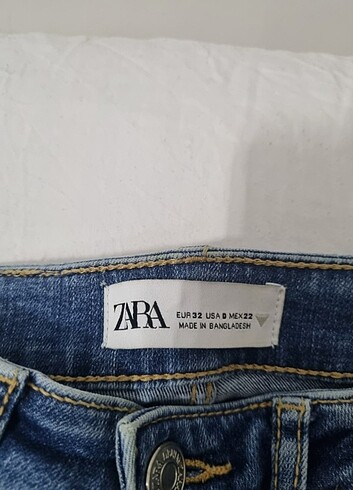 ZARA
EUR 32 USA 0 MEX 22
MADE IN BANGLADESH